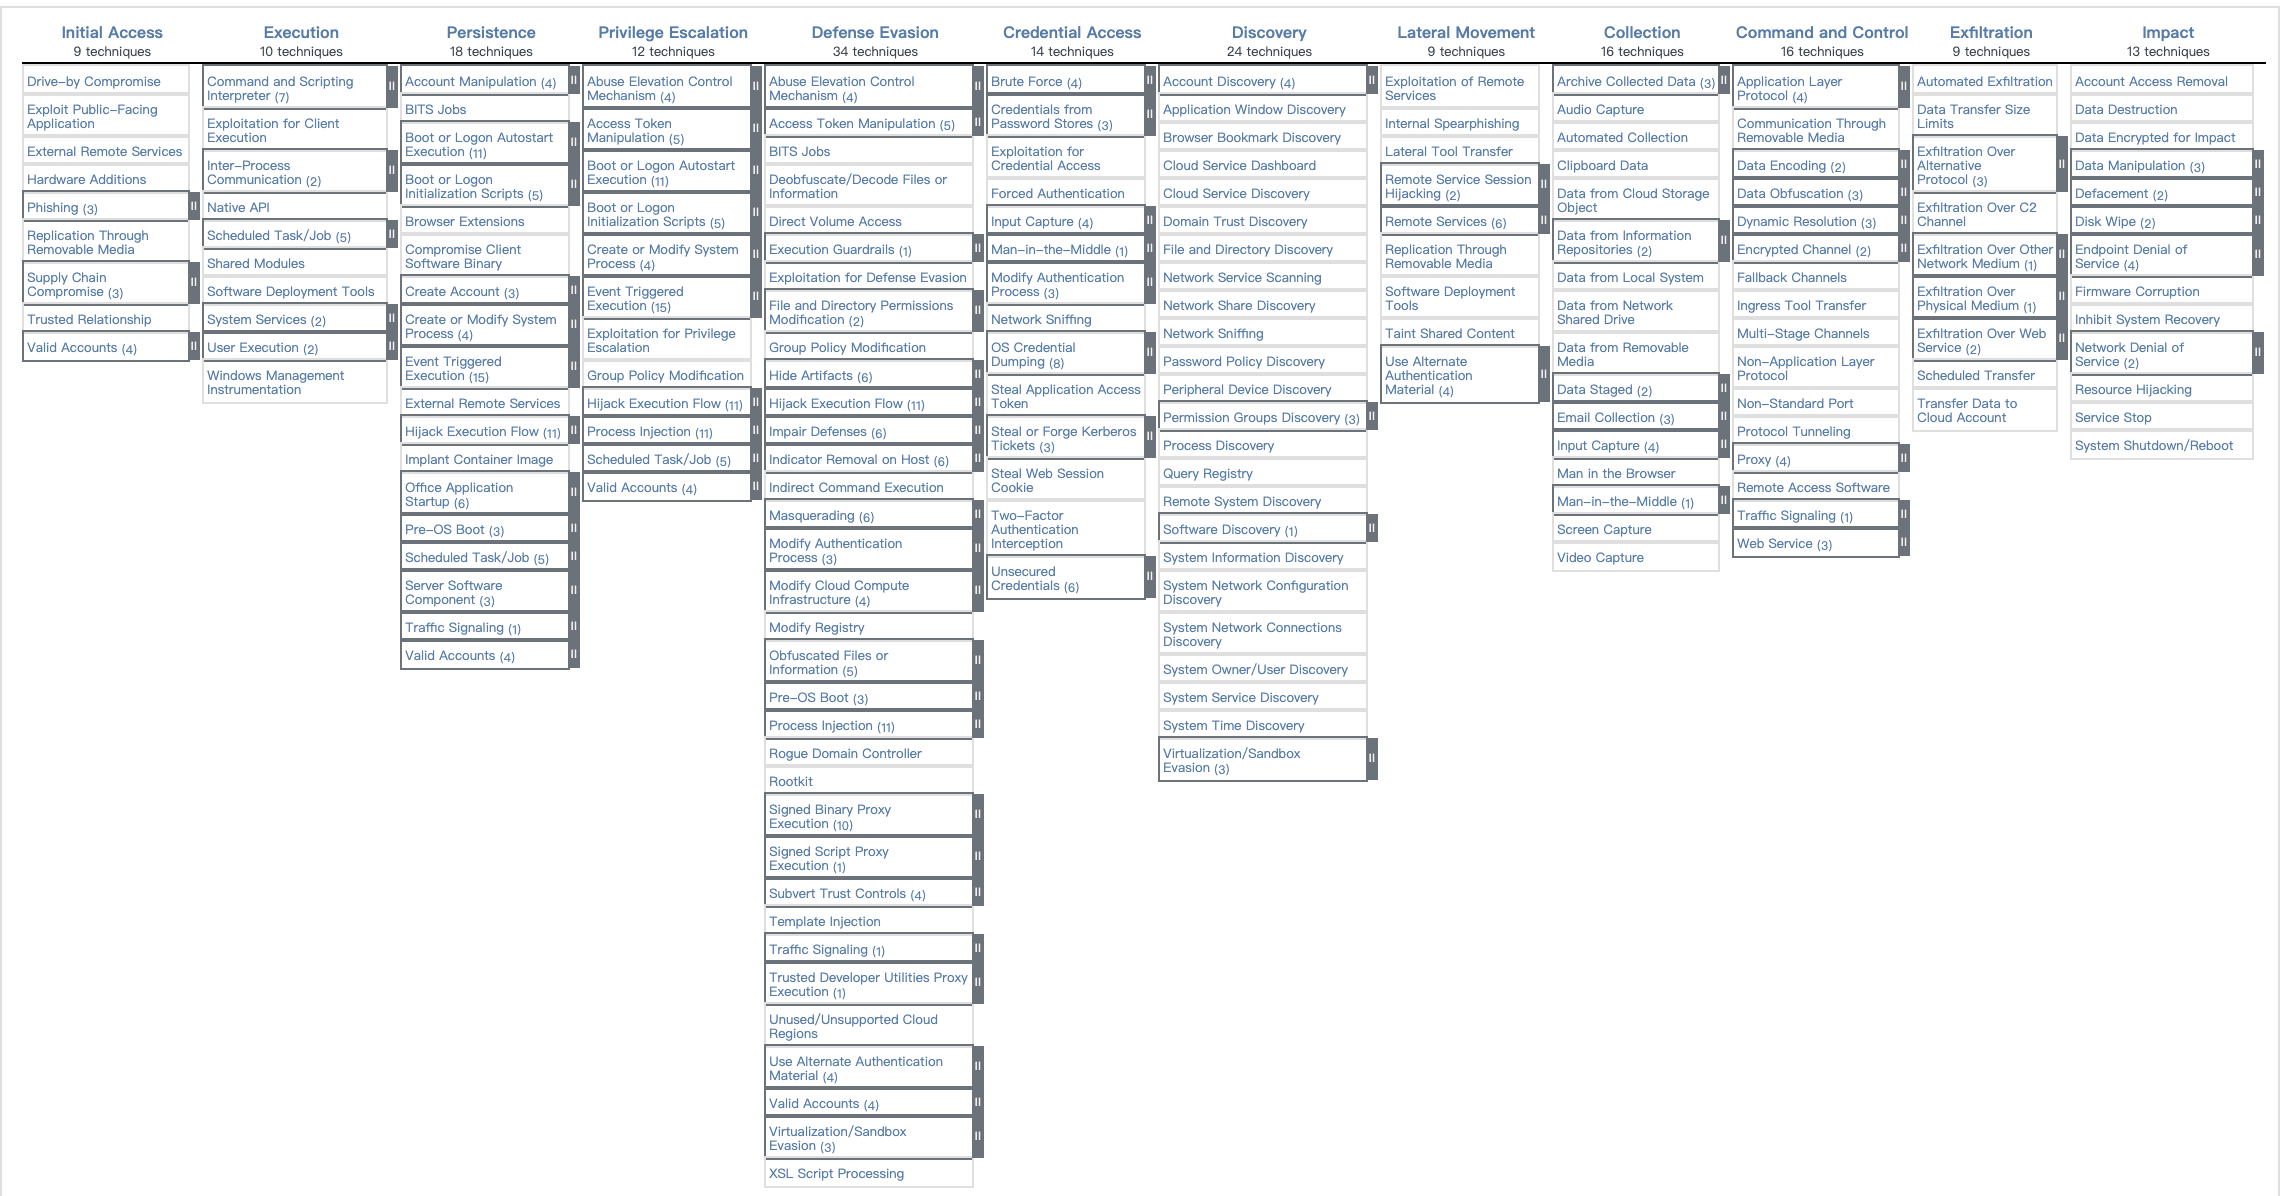 Initial Access
9 techniques
Drive-by Compromise
Exploit Public-Facing
Application
External Remote Services
Hardware Additions
Phishing (3)
Replication Through
Removable Media
Supply Chain
Compromise (3)
Trusted Relationship
Valid Accounts (4)
Execution
10 techniques
Command and Scripting
Interpreter (7)
Exploitation for Client
Execution
Inter-Process
Communication (2)
Native API
Scheduled Task/Job (5)
Shared Modules
Software Deployment Tools
System Services (2)
User Execution (2)
Windows Management
Instrumentation
Persistence
18 techniques
Account Manipulation (4)
BITS Jobs
Boot or Logon Autostart
Execution (11)
Boot or Logon
Initialization Scripts (5)
Browser Extensions
Compromise Client
Software Binary
Create Account (3)
Create or Modify System
Process (4)
Event Triggered
Execution (15)
External Remote Services
Hijack Execution Flow (11)
Implant Container Image
Office Application
Startup (6)
Pre-OS Boot (3)
Scheduled Task/Job (5)
Server Software
Component (3)
Traffic Signaling (1)
Valid Accounts (4)
Privilege Escalation
12 techniques
Abuse Elevation Control
Mechanism (4)
Access Token
Manipulation (5)
Boot or Logon Autostart
Execution (11)
Boot or Logon
Initialization Scripts (5)
Create or Modify System
Process (4)
Event Triggered
Execution (15)
Exploitation for Privilege
Escalation
Group Policy Modification
Hijack Execution Flow (11)
Process Injection (11)
Scheduled Task/Job (5)
Valid Accounts (4)
Defense Evasion
34 techniques
Abuse Elevation Control
Mechanism (4)
Access Token Manipulation (5)
BITS Jobs
Deobfuscate/Decode Files or
Information
Direct Volume Access
Execution Guardrails (1)
Exploitation for Defense Evasion
File and Directory Permissions
Modification (2)
Group Policy Modification
Hide Artifacts (6)
Hijack Execution Flow (11)
Impair Defenses (6)
Indicator Removal on Host (6)
Indirect Command Execution
Masquerading (6)
Modify Authentication
Process (3)
Modify Cloud Compute
Infrastructure (4)
Modify Registry
Obfuscated Files or
Information (5)
Pre-OS Boot (3)
Process Injection (11)
Rogue Domain Controller
Rootkit
Signed Binary Proxy
Execution (10)
Signed Script Proxy
Execution (1)
Subvert Trust Controls (4)
Template Injection
Traffic Signaling (1)
Trusted Developer Utilities Proxy
Execution (1)
Unused/Unsupported Cloud
Regions
Use Alternate Authentication
Material (4)
Valid Accounts (4)
Virtualization/Sandbox
Evasion (3)
XSL Script Processing
Credential Access
14 techniques
Brute Force (4)
Credentials from
Password Stores (3)
Exploitation for
Credential Access
Forced Authentication
Input Capture (4)
Man-in-the-Middle (1)
Modify Authentication
Process (3)
Network Sniffing
OS Credential
Dumping (8)
Steal Application Access
Token
Steal or Forge Kerberos
Tickets (3)
Steal Web Session
Cookie
Two-Factor
Authentication
Interception
Unsecured
Credentials (6)
Discovery
24 techniques
Account Discovery (4)
Application Window Discovery
Browser Bookmark Discovery
Cloud Service Dashboard
Cloud Service Discovery
Domain Trust Discovery
File and Directory Discovery
Network Service Scanning
Network Share Discovery
Network Sniffing
Password Policy Discovery
Peripheral Device Discovery
Permission Groups Discovery (3)
Process Discovery
Query Registry
Remote System Discovery
Software Discovery (1)
System Information Discovery
System Network Configuration
Discovery
System Network Connections
Discovery
System Owner/User Discovery
System Service Discovery
System Time Discovery
Virtualization/Sandbox
Evasion (3)
Lateral Movement
9 techniques
Exploitation of Remote
Services
Internal Spearphishing
Lateral Tool Transfer
Remote Service Session
Hijacking (2)
Remote Services (6)
Replication Through
Removable Media
Software Deployment
Tools
Taint Shared Content
Use Alternate
Authentication
Material (4)
Collection
16 techniques
Archive Collected Data (3)
Audio Capture
Automated Collection
Clipboard Data
Data from Cloud Storage
Object
Data from Information
Repositories (2)
Data from Local System
Data from Network
Shared Drive
Data from Removable
Media
Data Staged (2)
Email Collection (3)
Input Capture (4)
Man in the Browser
Man-in-the-Middle (1)
Screen Capture
Video Capture
Command and Control
16 techniques
Application Layer
Protocol (4)
Communication Through
Removable Media
Data Encoding (2)
Data Obfuscation (3)
Dynamic Resolution (3)
Encrypted Channel (2)
Fallback Channels
Ingress Tool Transfer
Multi-Stage Channels
Non-Application Layer
Protocol
Non-Standard Port
Protocol Tunneling
Proxy (4)
Remote Access Software
Traffic Signaling (1)
Web Service (3)
Exfiltration
9 techniques
Automated Exfiltration
Data Transfer Size
Limits
Exfiltration Over
Alternative
Protocol (3)
Exfiltration Over C2
Channel
Exfiltration Over Other
Network Medium (1)
Exfiltration Over
Physical Medium (1)
Exfiltration Over Web
Service (2)
Scheduled Transfer
Transfer Data to
Cloud Account
Impact
13 techniques
Account Access Removal
Data Destruction
Data Encrypted for Impact
Data Manipulation (3)
Defacement (2)
Disk Wipe (2)
Endpoint Denial of
Service (4)
Firmware Corruption
Inhibit System Recovery
Network Denial of
Service (2)
Resource Hijacking
Service Stop
System Shutdown/Reboot